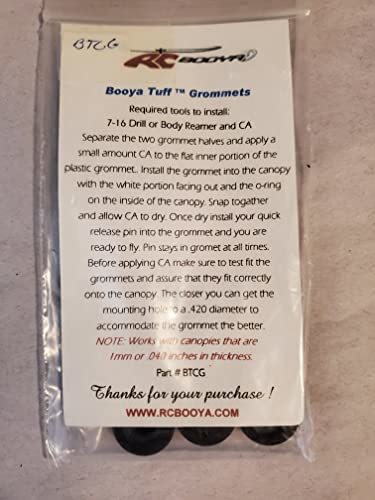 BTCG
RC BOOYA
Booya Tuff ™ Grommets
Required tools to install:
7-16 Drill or Body Reamer and CA
Separate the two grommet halves and apply a
small amount CA to the flat inner portion of the
plastic grommet.. Install the grommet into the canopy
with the white portion facing out and the o-ring
on the inside of the canopy. Snap together
and allow CA to dry. Once dry install your quick
release pin into the grommet and you are
ready to fly. Pin stays in gromet at all times.
Before applying CA make sure to test fit the
grommets and assure that they fit correctly
onto the canopy. The closer you can get the
mounting hole to a .420 diameter to
accommodate the grommet the better.
NOTE: Works with canopies that are
1mm or .040 inches in thickness.
Part # BTCG
Thanks for your purchase !
WWW.RCBOOYA.COM